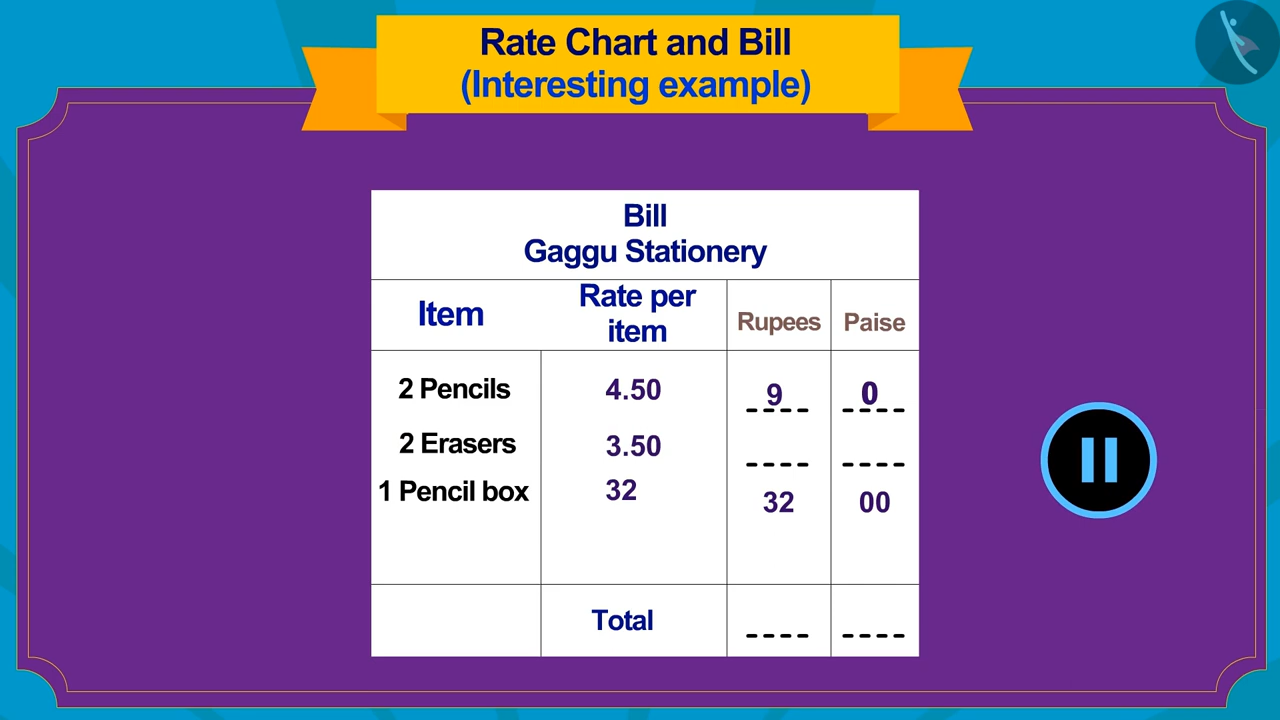 Rate Chart and Bill
(Interesting example)
Bill
Gaggu Stationery
Item Rate per item Rupees Paise
2 Pencils 4.50 9 0
2 Erasers 3.50 ---- ----
1 Pencil box 32 32 00
Total ---- ----